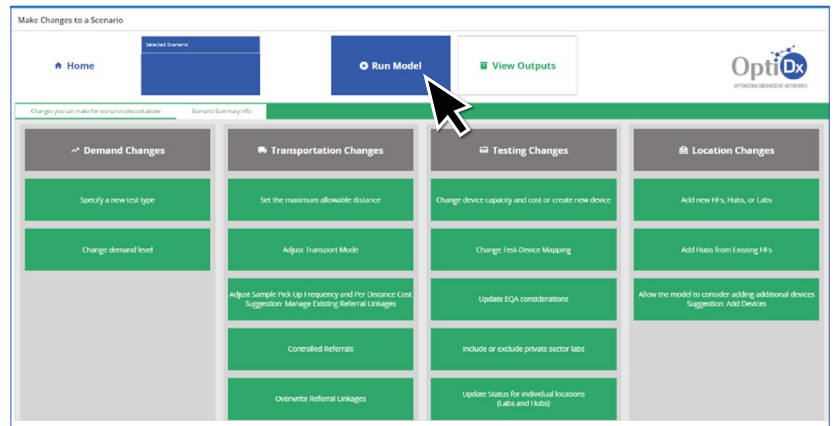 Make Changes to a Scenario
Home
Selected Scenario
Run Model
View Outputs
OptiDx
OPTIMIZING DIAGNOSTIC NETWORKS
Changes you can make for scenario selected above
Scenario Summary Info
Demand Changes
Transportation Changes
Testing Changes
Location Changes
Specify a new test type
Set the maximum allowable distance
Change device capacity and cost or create new device
Add new HFs, Hubs, or Labs
Change demand level
Adjust Transport Mode
Change Test-Device Mapping
Add Hubs from Existing HFs
Adjust Sample Pick Up Frequency and Per Distance Cost
Suggestion: Manage Existing Referral Linkages
Update EQA considerations
Allow the model to consider adding additional devices
Suggestion: Add Devices
Controlled Referrals
Include or exclude private sector labs
Overwrite Referral Linkages
Update Status for individual locations
(Labs and Hubs)